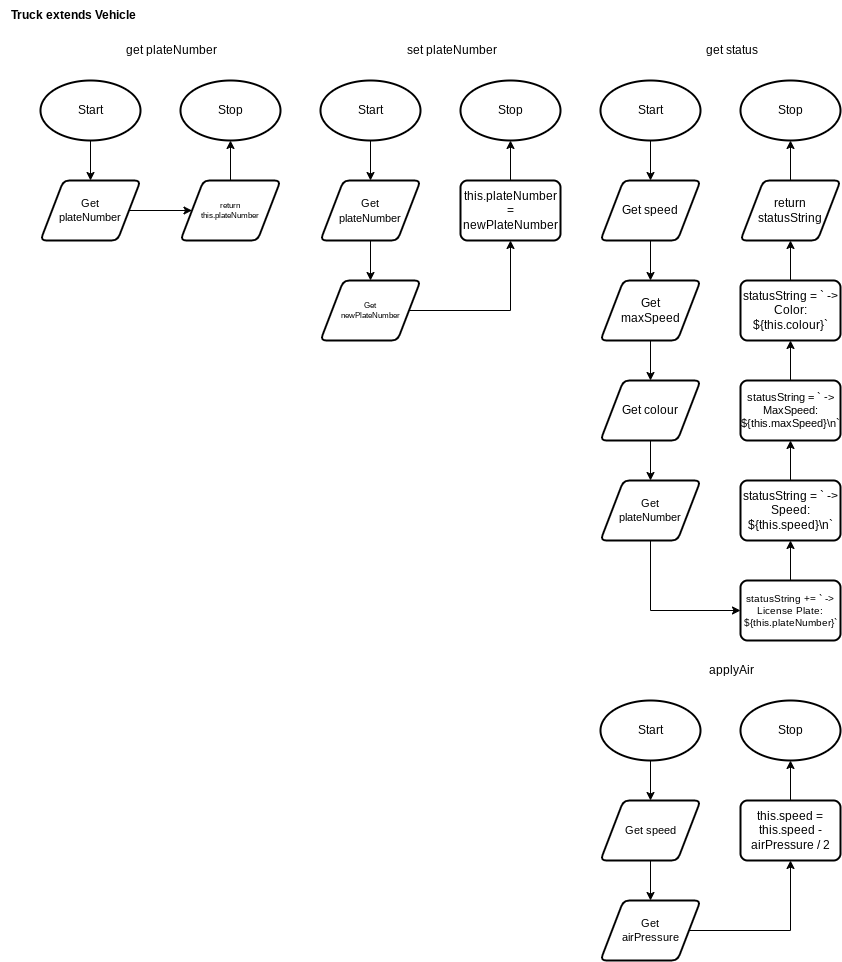 Truck extends Vehicle
get plateNumber
Start
Stop
Get
plateNumber
return
this.plateNumber
set plateNumber
Start
Stop
Get
plateNumber
this.plateNumber
=
newPlateNumber
Get
newPlateNumber
get status
Start
Stop
Get speed
return
statusString
Get
maxSpeed
statusString = ` ->
Color:
${this.colour}`
Get colour
statusString = ` ->
MaxSpeed:
${this.maxSpeed}\n`
Get
plateNumber
statusString = ` ->
Speed:
${this.speed}\n`
statusString += ` ->
License Plate:
${this.plateNumber}`
applyAir
Start
Stop
Get speed
this.speed =
this.speed -
airPressure / 2
Get
airPressure